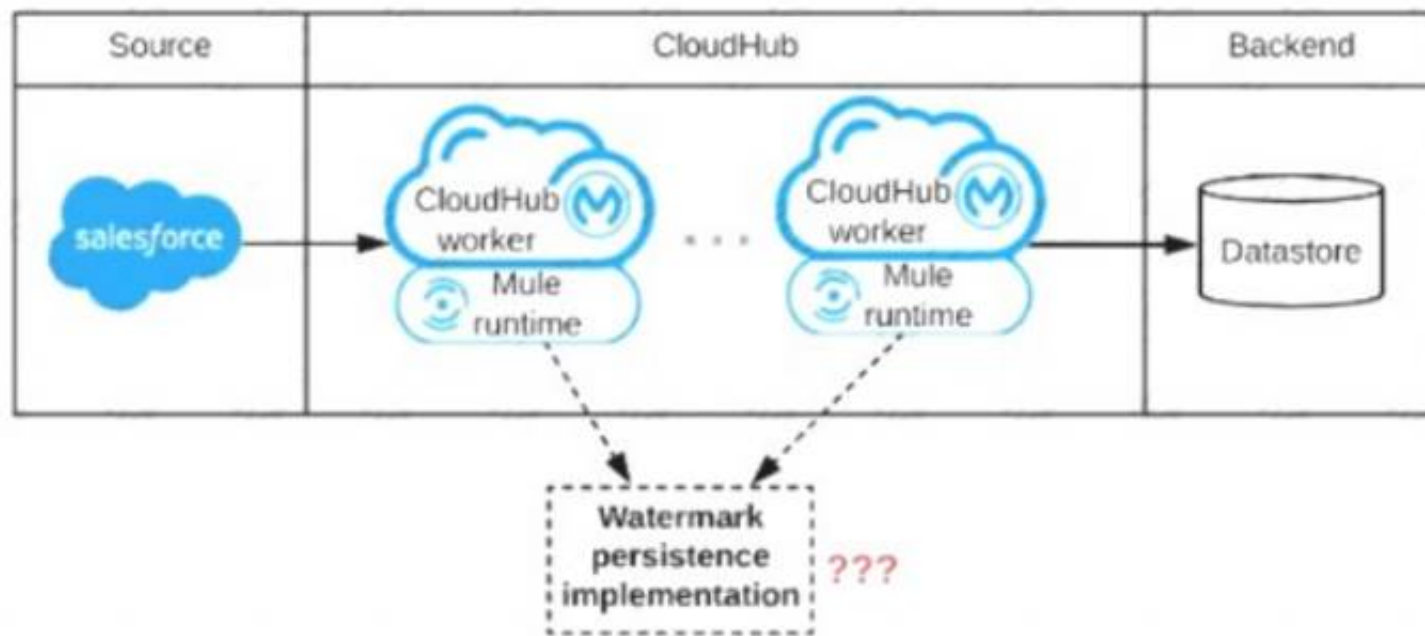 Source
CloudHub
Backend
salesforce
CloudHub
worker
Mule
runtime
...
CloudHub
worker
Mule
runtime
Datastore
Watermark
persistence
implementation
???